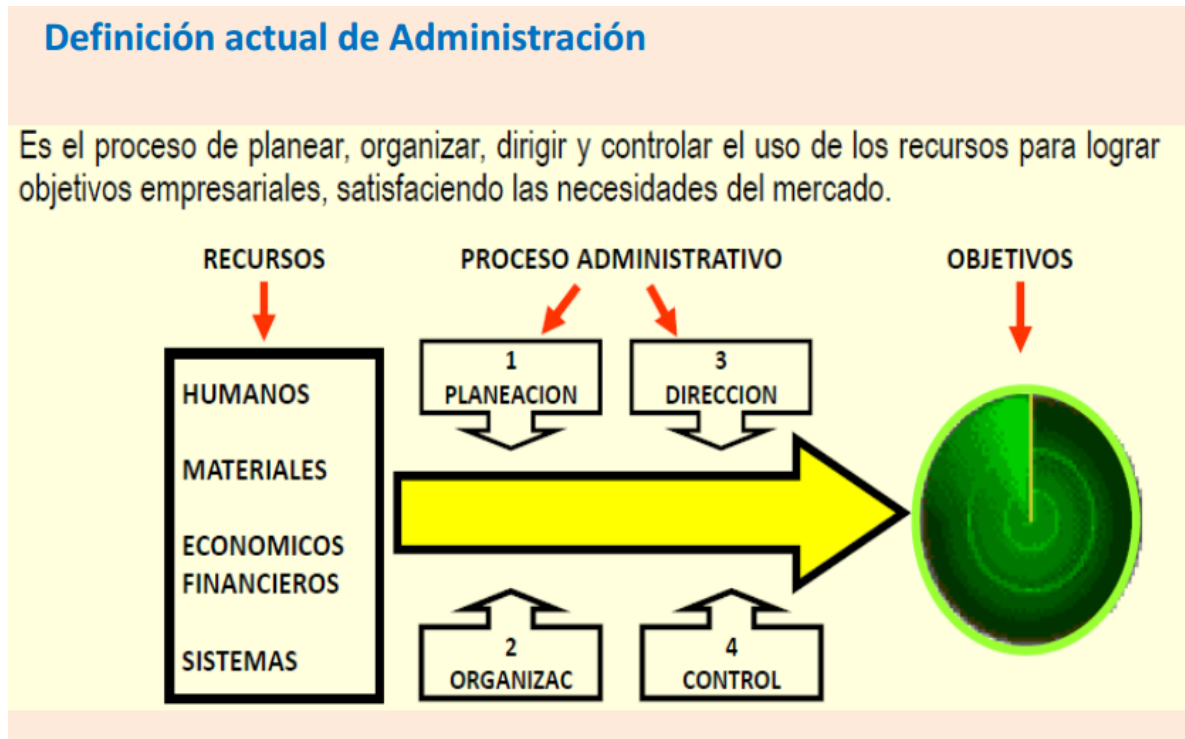 Definición actual de Administración
Es el proceso de planear, organizar, dirigir y controlar el uso de los recursos para lograr
objetivos empresariales, satisfaciendo las necesidades del mercado.
RECURSOS
PROCESO ADMINISTRATIVO
OBJETIVOS
HUMANOS
MATERIALES
ECONOMICOS
FINANCIEROS
SISTEMAS
1
PLANEACION
3
DIRECCION
2
ORGANIZAC
4
CONTROL